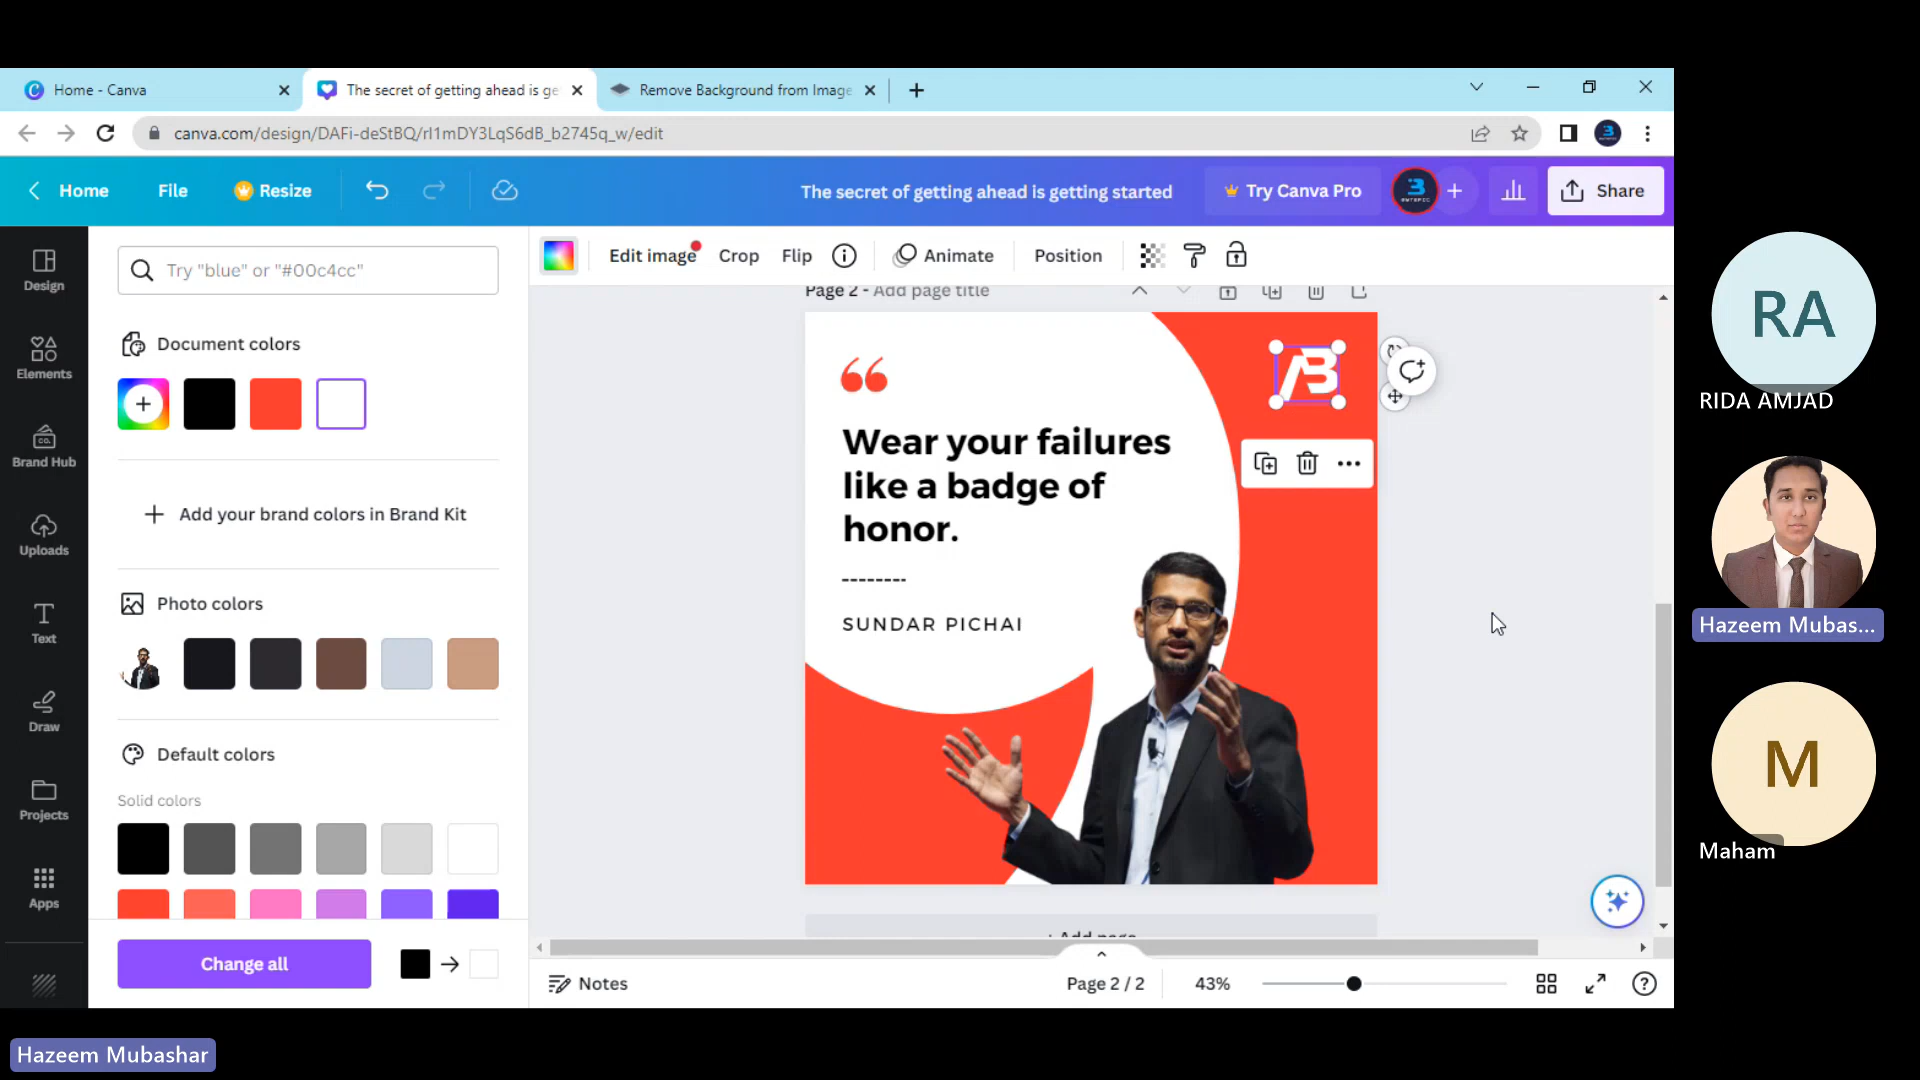 Home - Canva
The secret of getting ahead is ge
Remove Background from Image
canva.com/design/DAFi-deStBQ/rI1mDY3LqS6dB_b2745q_w/edit
Home
File
Resize
The secret of getting ahead is getting started
Try Canva Pro
Share
Design
Elements
Brand Hub
Uploads
Text
Draw
Projects
Apps
Try "blue" or "#00c4cc"
Document colors
Add your brand colors in Brand Kit
Photo colors
Default colors
Solid colors
Change all
Edit image
Crop
Flip
Animate
Position
Page 2 - Add page title
AB
Wear your failures
like a badge of
honor.
--------
SUNDAR PICHAI
+ Add page
Notes
Page 2 / 2
43%
RA
RIDA AMJAD
Hazeem Mubas...
M
Maham
Hazeem Mubashar